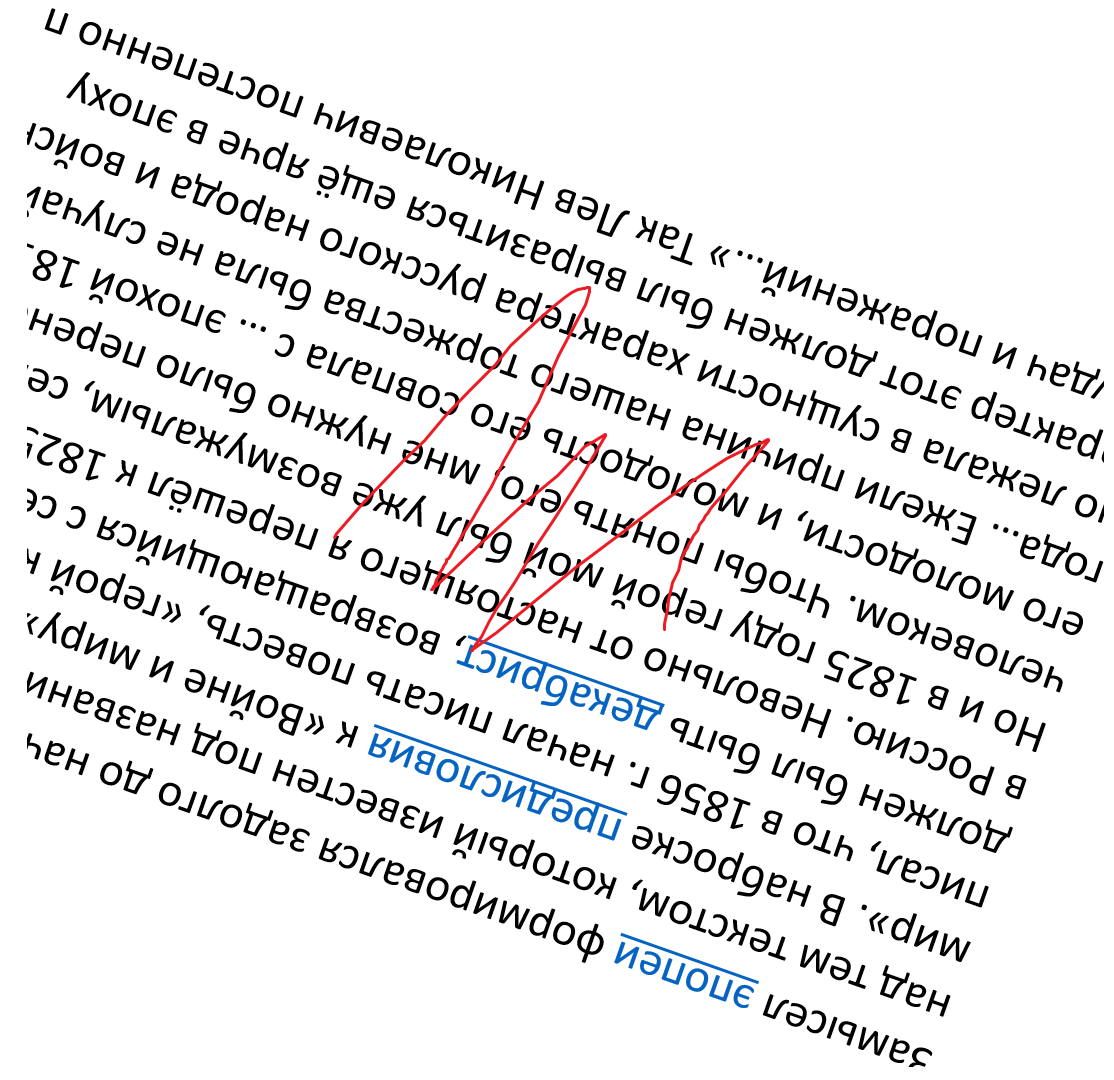 Замысел эпопеи формировался задолго до нач
над тем текстом, который известен под названи
мир». В наброске предисловия к «Войне и миру»
писал, что в 1856 г. начал писать повесть, «герой к
должен был быть декабрист, возвращающийся с се
в Россию. Невольно от настоящего я перешёл к 1825
Но и в 1825 году герой мой был уже возмужалым, се
человеком. Чтобы понять его, мне нужно было перен
его молодости, и молодость его совпала с ... эпохой 18
года... Ежели причина нашего торжества была не случай
но лежала в сущности характера русского народа и войск
рактер этот должен был выразиться ещё ярче в эпоху
удач и поражений...» Так Лев Николаевич постепенно п